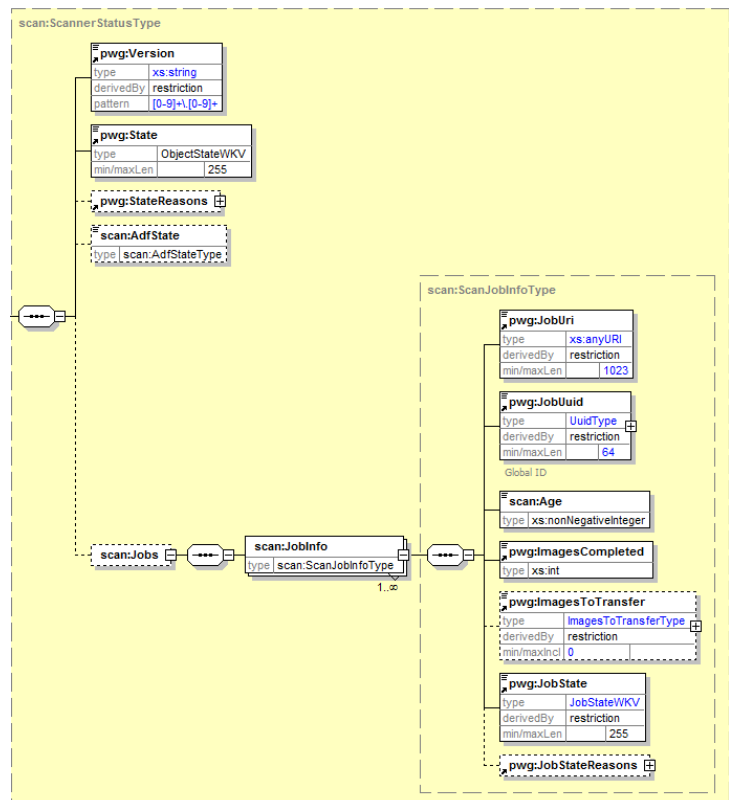 scan:ScannerStatusType
pwg:Version
type xs:string
derivedBy restriction
pattern [0-9]+\.[0-9]+
pwg:State
type ObjectStateWKV
min/maxLen 255
pwg:StateReasons
scan:AdfState
type scan:AdfStateType
scan:ScanJobInfoType
pwg:JobUri
type xs:anyURI
derivedBy restriction
min/maxLen 1023
pwg:JobUuid
type UuidType
derivedBy restriction
min/maxLen 64
Global ID
scan:Age
type xs:nonNegativeInteger
scan:Jobs
scan:JobInfo
type scan:ScanJobInfoType
1..∞
pwg:ImagesCompleted
type xs:int
pwg:ImagesToTransfer
type ImagesToTransferType
derivedBy restriction
min/maxIncl 0
pwg:JobState
type JobStateWKV
derivedBy restriction
min/maxLen 255
pwg:JobStateReasons